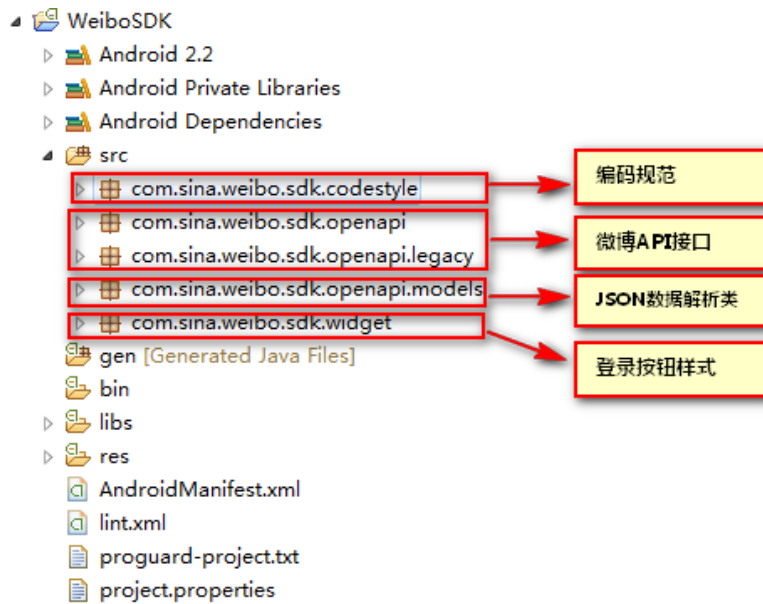 WeiboSDK
Android 2.2
Android Private Libraries
Android Dependencies
src
com.sina.weibo.sdk.codestyle
编码规范
com.sina.weibo.sdk.openapi
com.sina.weibo.sdk.openapi.legacy
微博API接口
com.sina.weibo.sdk.openapi.models
JSON数据解析类
com.sina.weibo.sdk.widget
登录按钮样式
gen [Generated Java Files]
bin
libs
res
AndroidManifest.xml
lint.xml
proguard-project.txt
project.properties